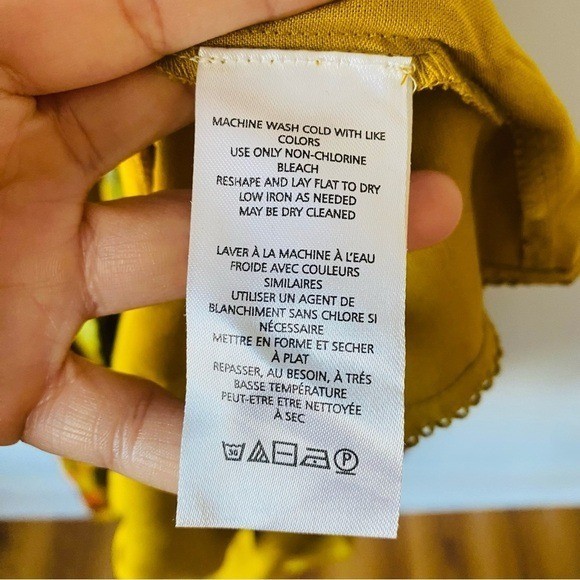 MACHINE WASH COLD WITH LIKE
COLORS
USE ONLY NON-CHLORINE
BLEACH
RESHAPE AND LAY FLAT TO DRY
LOW IRON AS NEEDED
MAY BE DRY CLEANED
LAVER À LA MACHINE À L'EAU
FROIDE AVEC COULEURS
SIMILAIRES
UTILISER UN AGENT DE
BLANCHIMENT SANS CHLORE SI
NÉCESSAIRE
METTRE EN FORME ET SECHER
À PLAT
REPASSER, AU BESOIN, À TRÉS
BASSE TEMPÉRATURE
PEUT-ETRE ETRE NETTOYÉE
À SEC
30 P